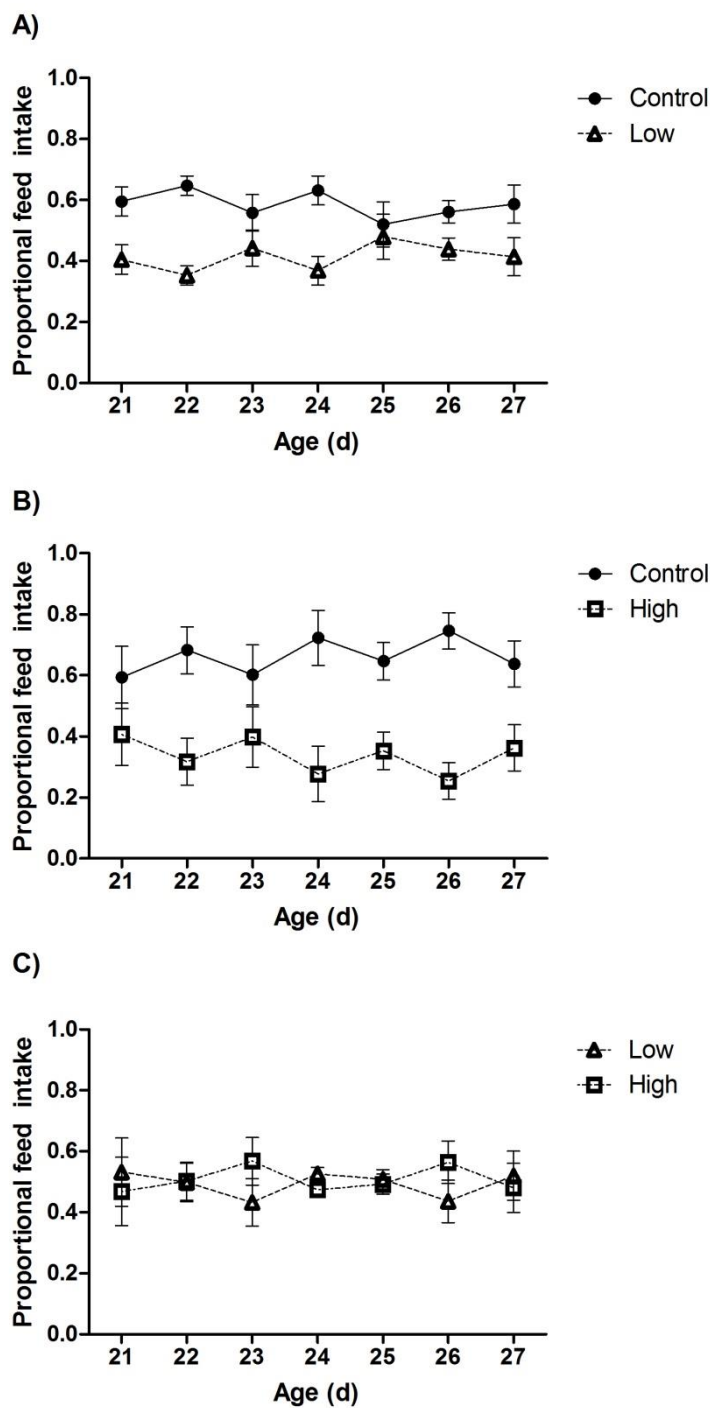 A)
Proportional feed intake
1.0
0.8
0.6
0.4
0.2
0.0
21 22 23 24 25 26 27
Age (d)
Control
Low
B)
Proportional feed intake
1.0
0.8
0.6
0.4
0.2
0.0
21 22 23 24 25 26 27
Age (d)
Control
High
C)
Proportional feed intake
1.0
0.8
0.6
0.4
0.2
0.0
21 22 23 24 25 26 27
Age (d)
Low
High